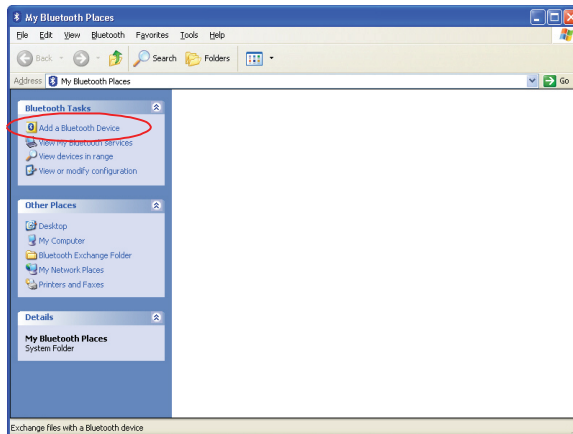 My Bluetooth Places
File Edit View Bluetooth Favorites Tools Help
Back Search Folders
Address My Bluetooth Places Go
Bluetooth Tasks
Add a Bluetooth Device
View My Bluetooth services
View devices in range
View or modify configuration
Other Places
Desktop
My Computer
Bluetooth Exchange Folder
My Network Places
Printers and Faxes
Details
My Bluetooth Places
System Folder
Exchange files with a Bluetooth device